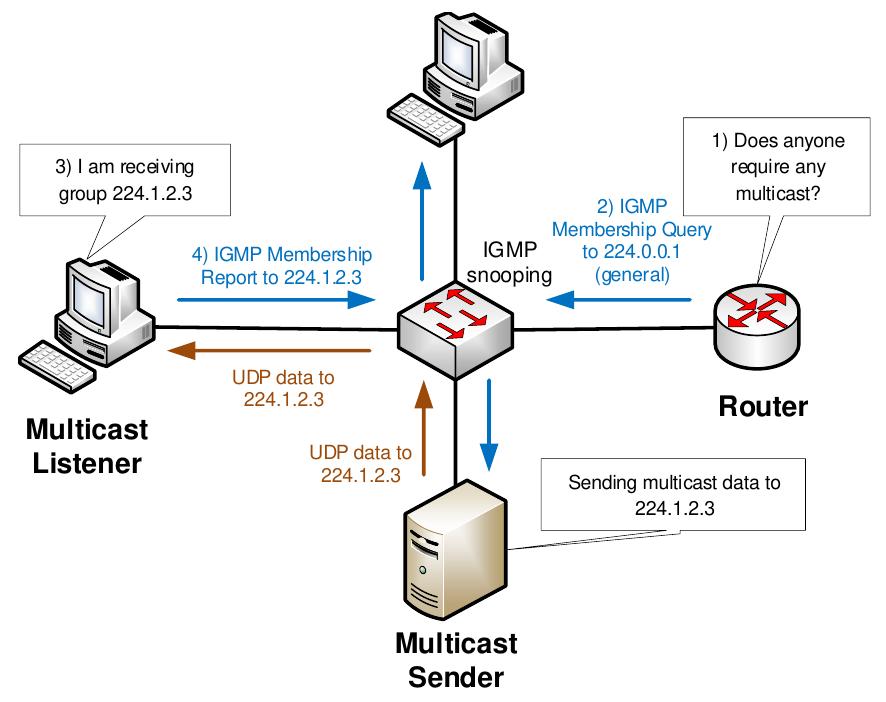 1) Does anyone
require any
multicast?
3) I am receiving
group 224.1.2.3
2) IGMP
Membership Query
to 224.0.0.1
(general)
4) IGMP Membership
Report to 224.1.2.3
IGMP
snooping
UDP data to
224.1.2.3
Router
Multicast
Listener
UDP data to
224.1.2.3
Sending multicast data to
224.1.2.3
Multicast
Sender